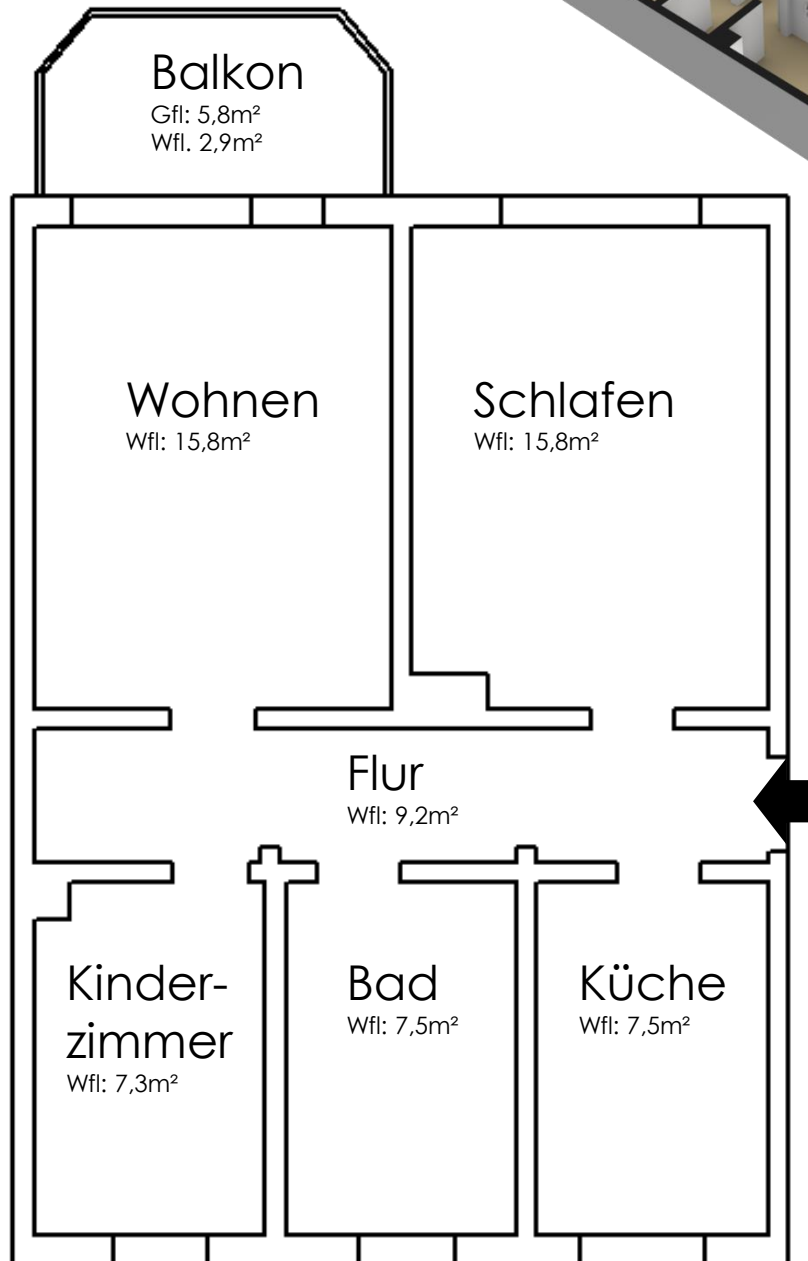 Balkon
Gfl: 5,8m²
Wfl. 2,9m²
Wohnen
Wfl: 15,8m²
Schlafen
Wfl: 15,8m²
Flur
Wfl: 9,2m²
Kinder-
zimmer
Wfl: 7,3m²
Bad
Wfl: 7,5m²
Küche
Wfl: 7,5m²